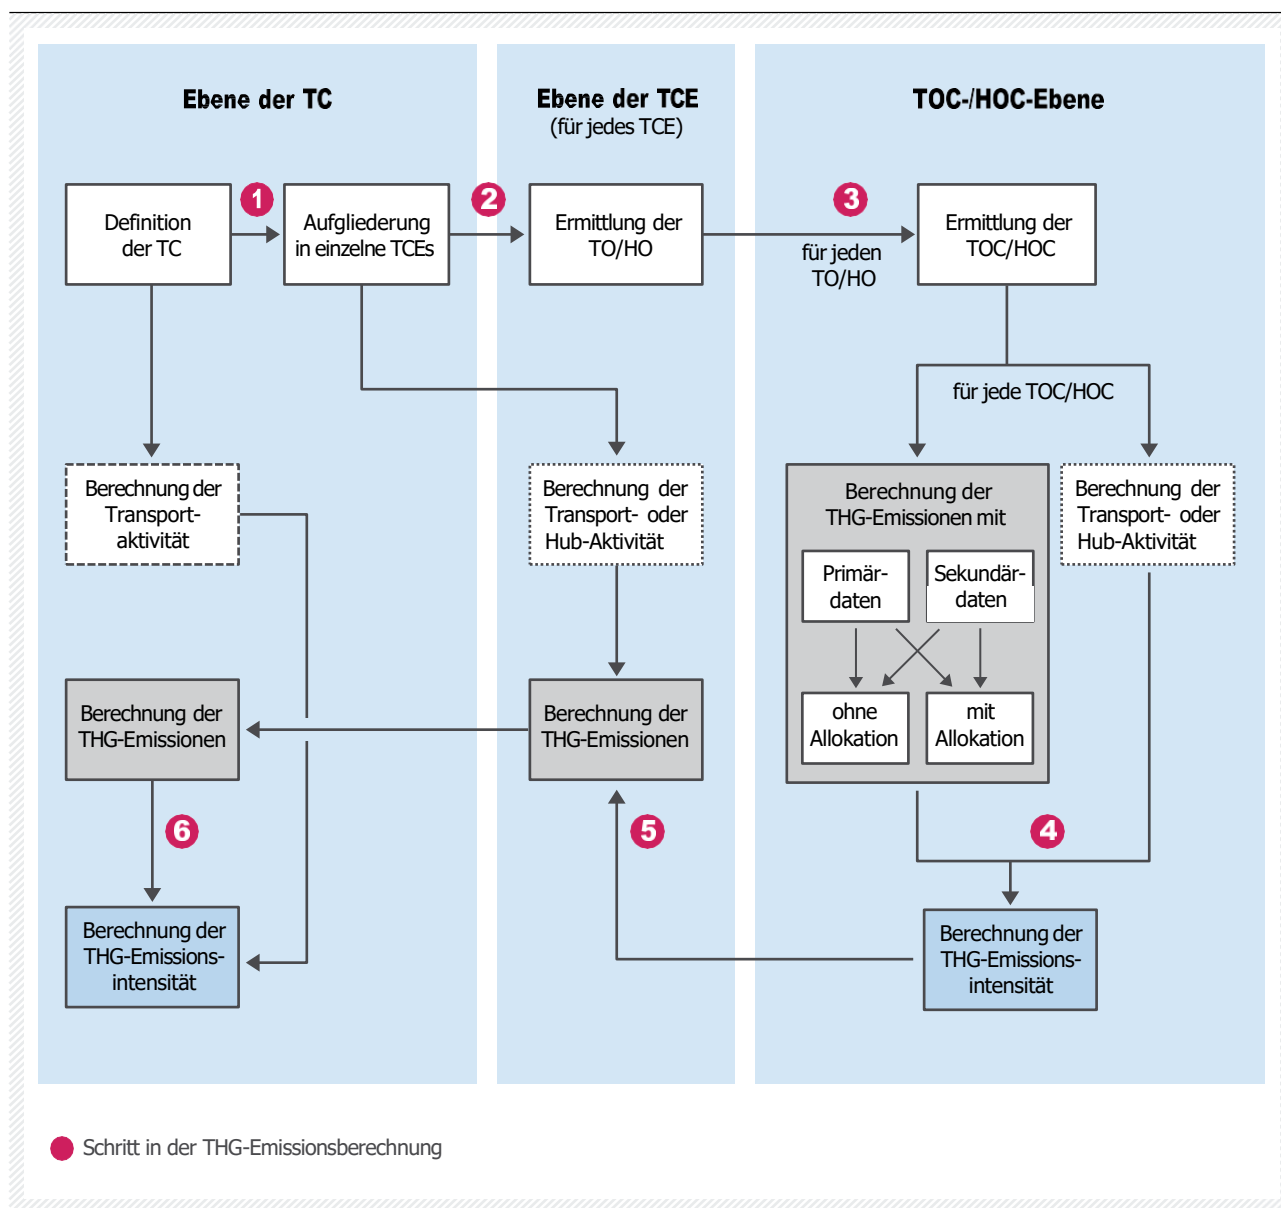 Ebene der TC
Ebene der TCE
(für jedes TCE)
TOC-/HOC-Ebene
1
2
3
Definition
der TC
Aufgliederung
in einzelne TCEs
Ermittlung der
TO/HO
für jeden
TO/HO
Ermittlung der
TOC/HOC
für jede TOC/HOC
Berechnung der
Transport-
aktivität
Berechnung der
Transport- oder
Hub-Aktivität
Berechnung der
THG-Emissionen mit
Primär-
daten
Sekundär-
daten
ohne
Allokation
mit
Allokation
Berechnung der
Transport- oder
Hub-Aktivität
Berechnung der
THG-Emissionen
Berechnung der
THG-Emissionen
6
5
4
Berechnung der
THG-Emissions-
intensität
Berechnung der
THG-Emissions-
intensität
Schritt in der THG-Emissionsberechnung